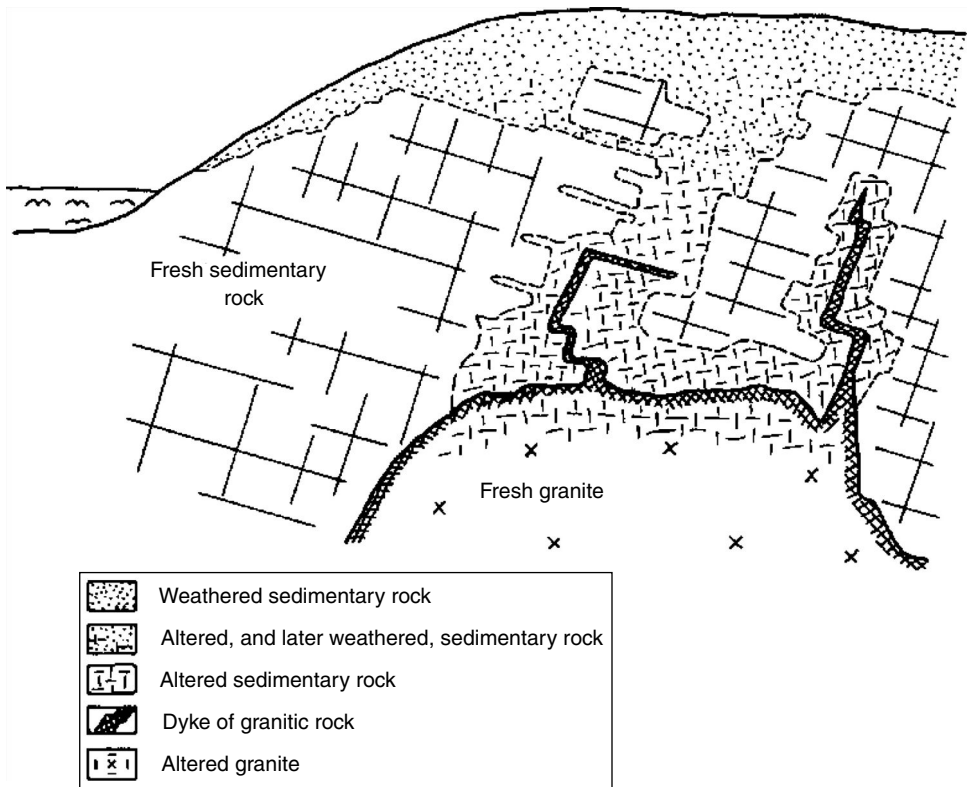 Fresh sedimentary
rock
Fresh granite
Weathered sedimentary rock
Altered, and later weathered, sedimentary rock
Altered sedimentary rock
Dyke of granitic rock
Altered granite